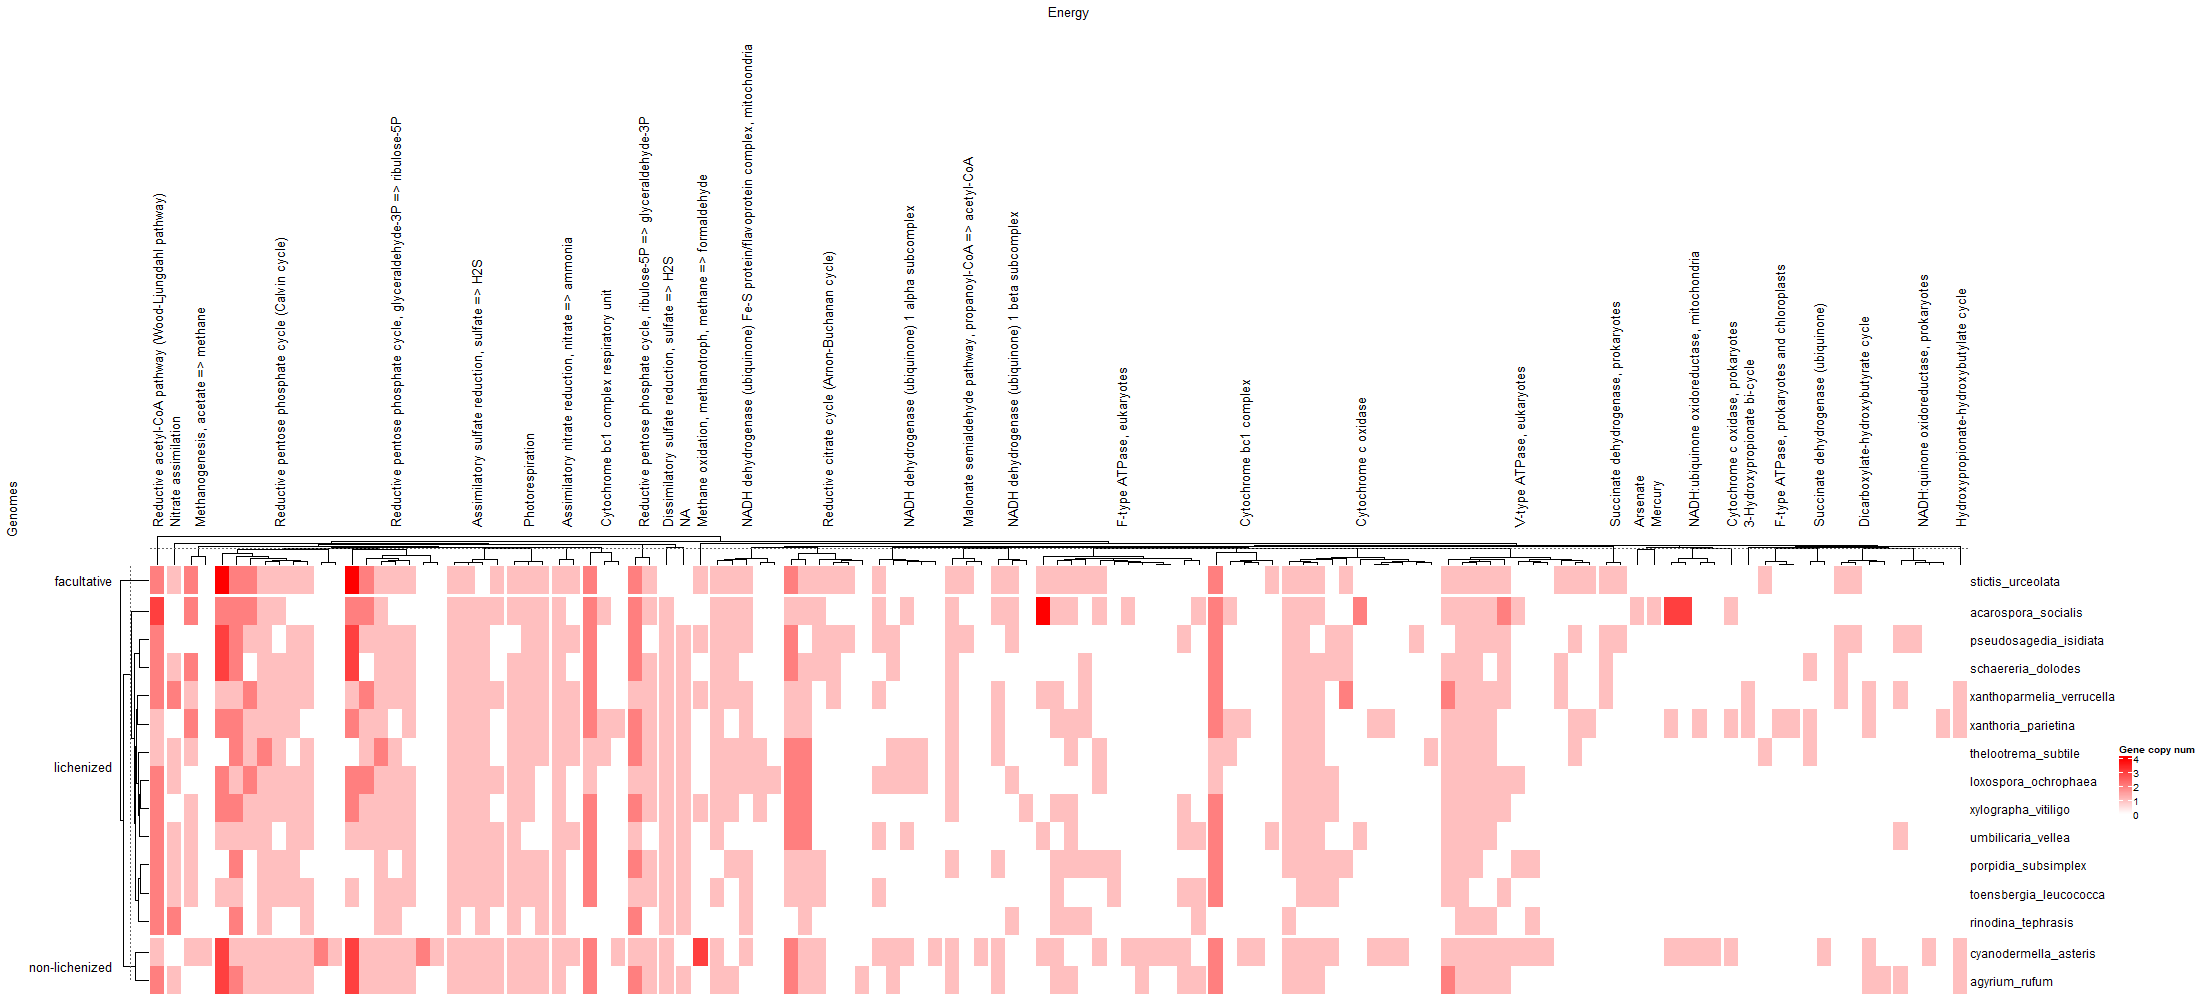 Energy
Reductive acetyl-CoA pathway (Wood-Ljungdahl pathway)
Nitrate assimilation
Methanogenesis, acetate => methane
Reductive pentose phosphate cycle (Calvin cycle)
Reductive pentose phosphate cycle, glyceraldehyde-3P => ribulose-5P
Assimilatory sulfate reduction, sulfate => H2S
Photorespiration
Assimilatory nitrate reduction, nitrate => ammonia
Cytochrome bc1 complex respiratory unit
Reductive pentose phosphate cycle, ribulose-5P => glyceraldehyde-3P
Dissimilatory sulfate reduction, sulfate => H2S
NA
Methane oxidation, methanotroph, methane => formaldehyde
NADH dehydrogenase (ubiquinone) Fe-S protein/flavoprotein complex, mitochondria
Reductive citrate cycle (Arnon-Buchanan cycle)
NADH dehydrogenase (ubiquinone) 1 alpha subcomplex
Malonate semialdehyde pathway, propanoyl-CoA => acetyl-CoA
NADH dehydrogenase (ubiquinone) 1 beta subcomplex
F-type ATPase, eukaryotes
Cytochrome bc1 complex
Cytochrome c oxidase
V-type ATPase, eukaryotes
Succinate dehydrogenase, prokaryotes
Arsenate
Mercury
NADH:ubiquinone oxidoreductase, mitochondria
Cytochrome c oxidase, prokaryotes
3-Hydroxypropionate bi-cycle
F-type ATPase, prokaryotes and chloroplasts
Succinate dehydrogenase (ubiquinone)
Dicarboxylate-hydroxybutyrate cycle
NADH:quinone oxidoreductase, prokaryotes
Hydroxypropionate-hydroxybutylate cycle
Genomes
facultative
lichenized
non-lichenized
stictis_urceolata
acarospora_socialis
pseudosagedia_isidiata
schaereria_dolodes
xanthoparmelia_verrucella
xanthoria_parietina
thelootrema_subtile
loxospora_ochrophaea
xylographa_vitiligo
umbilicaria_vellea
porpidia_subsimplex
toensbergia_leucococca
rinodina_tephrasis
cyanodermella_asteris
agyrium_rufum
Gene copy num
4
3
2
1
0